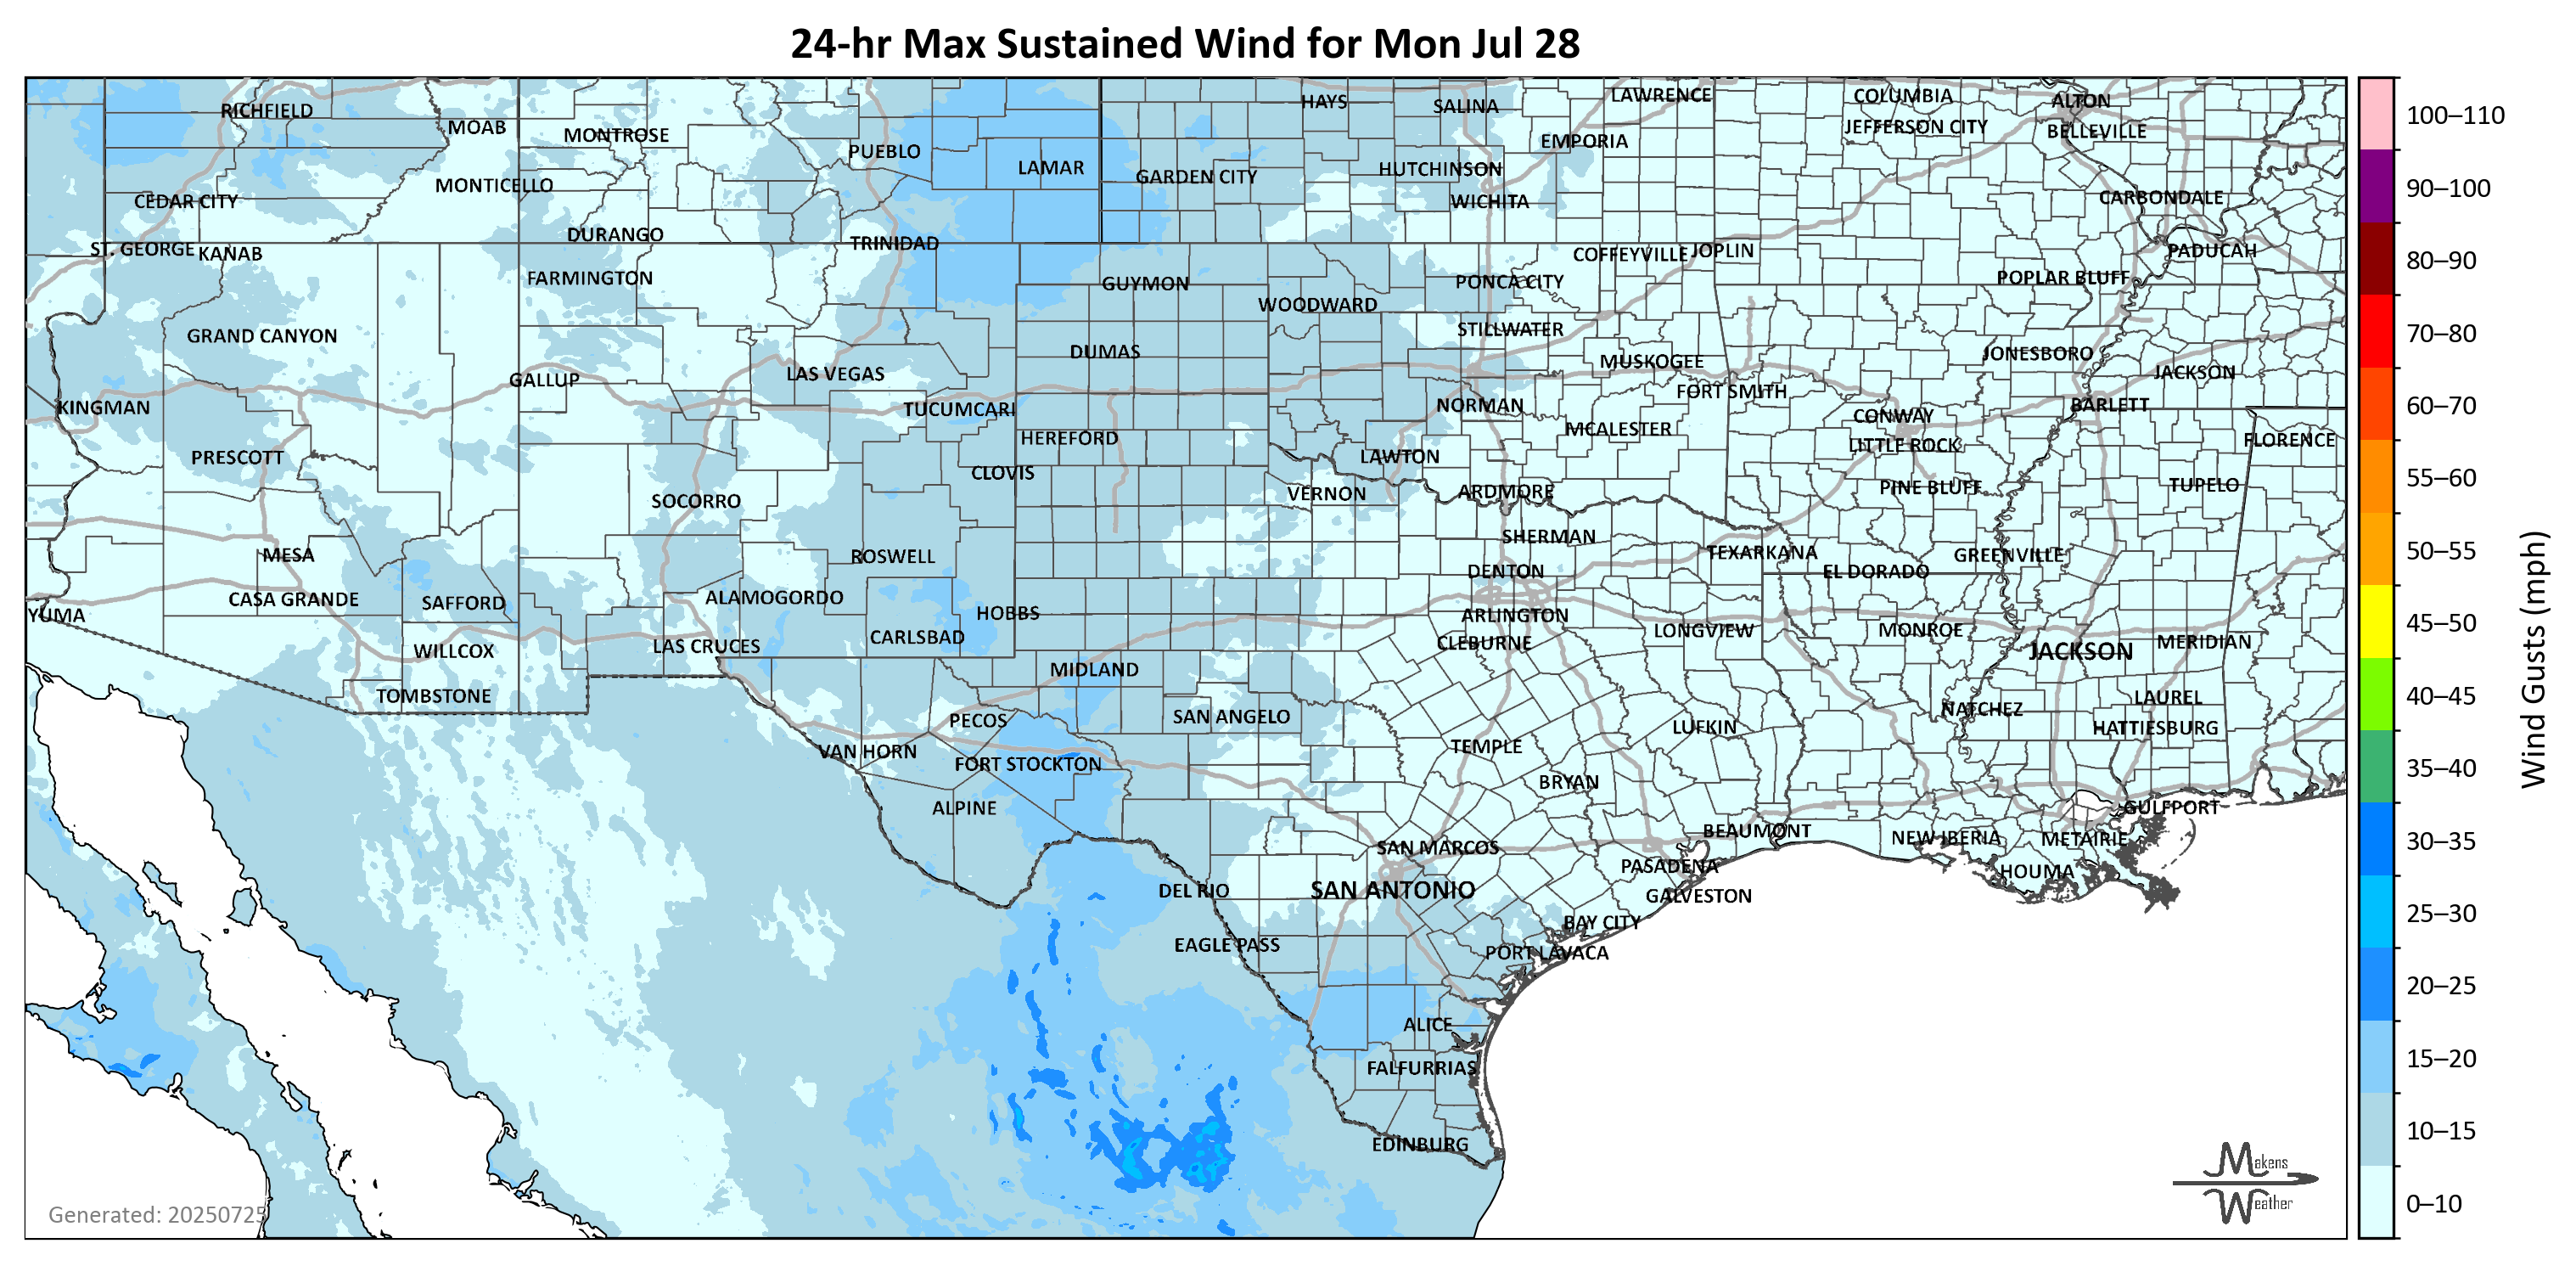 24-hr Max Sustained Wind for Mon Jul 28
RICHFIELD
MOAB
MONTROSE
PUEBLO
LAMAR
HAYS
SALINA
LAWRENCE
COLUMBIA
ALTON
JEFFERSON CITY
BELLEVILLE
EMPORIA
MONTICELLO
GARDEN CITY
HUTCHINSON
CEDAR CITY
WICHITA
CARBONDALE
ST. GEORGE
KANAB
DURANGO
TRINIDAD
COFFEYVILLE
JOPLIN
PADUCAH
FARMINGTON
GUYMON
PONCA CITY
POPLAR BLUFF
WOODWARD
GRAND CANYON
STILLWATER
DUMAS
MUSKOGEE
JONESBORO
GALLUP
LAS VEGAS
FORT SMITH
JACKSON
KINGMAN
TUCUMCARI
NORMAN
CONWAY
BARLETT
HEREFORD
MCALESTER
LITTLE ROCK
FLORENCE
PRESCOTT
CLOVIS
LAWTON
SOCORRO
VERNON
ARDMORE
PINE BLUFF
TUPELO
MESA
ROSWELL
SHERMAN
TEXARKANA
GREENVILLE
CASA GRANDE
SAFFORD
ALAMOGORDO
DENTON
EL DORADO
YUMA
HOBBS
ARLINGTON
CARLSBAD
CLEBURNE
LONGVIEW
MONROE
WILLCOX
LAS CRUCES
MIDLAND
JACKSON
MERIDIAN
TOMBSTONE
PECOS
SAN ANGELO
LUFKIN
NATCHEZ
LAUREL
HATTIESBURG
VAN HORN
FORT STOCKTON
TEMPLE
BRYAN
ALPINE
GULFPORT
BEAUMONT
NEW IBERIA
METAIRIE
SAN MARCOS
PASADENA
HOUMA
DEL RIO
SAN ANTONIO
GALVESTON
BAY CITY
EAGLE PASS
PORT LAVACA
ALICE
FALFURRIAS
EDINBURG
Generated: 20250725
Makens
Weather
100–110
90–100
80–90
70–80
60–70
55–60
50–55
45–50
40–45
35–40
30–35
25–30
20–25
15–20
10–15
0–10
Wind Gusts (mph)